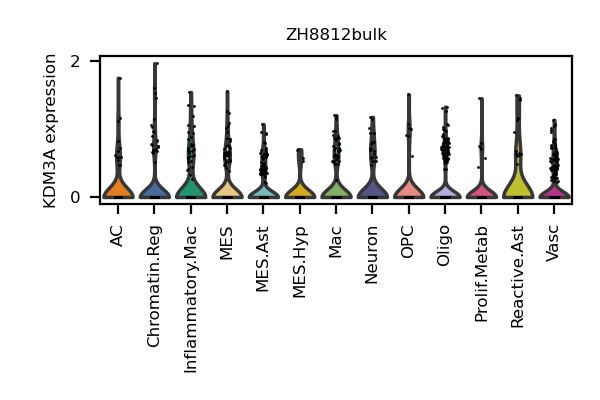 ZH8812bulk
KDM3A expression
2
0
AC
Chromatin.Reg
Inflammatory.Mac
MES
MES.Ast
MES.Hyp
Mac
Neuron
OPC
Oligo
Prolif.Metab
Reactive.Ast
Vasc